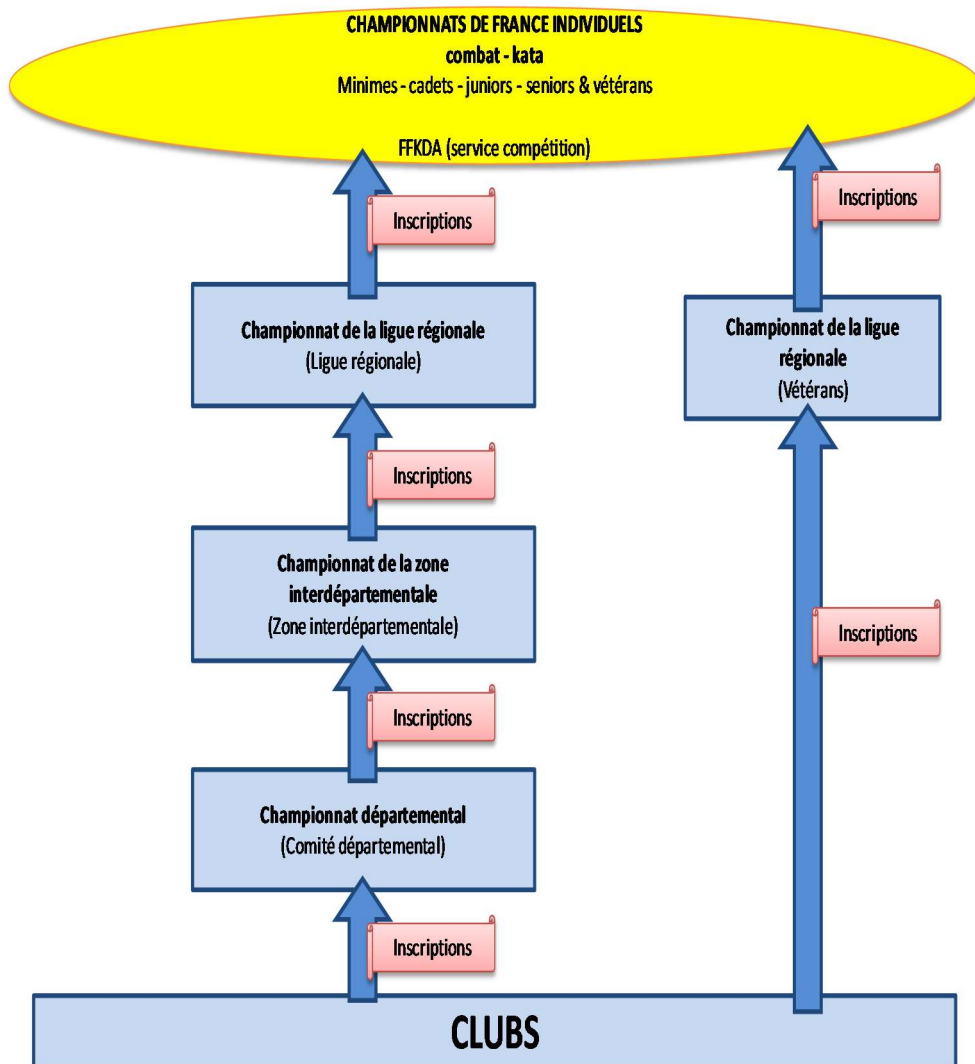 CHAMPIONNATS DE FRANCE INDIVIDUELS
combat - kata
Minimes - cadets - juniors - seniors & vétérans
FFKDA (service compétition)
Inscriptions
Inscriptions
Championnat de la ligue régionale
(Ligue régionale)
Championnat de la ligue
régionale
(Vétérans)
Inscriptions
Championnat de la zone
interdépartementale
(Zone interdépartementale)
Inscriptions
Inscriptions
Championnat départemental
(Comité départemental)
Inscriptions
CLUBS